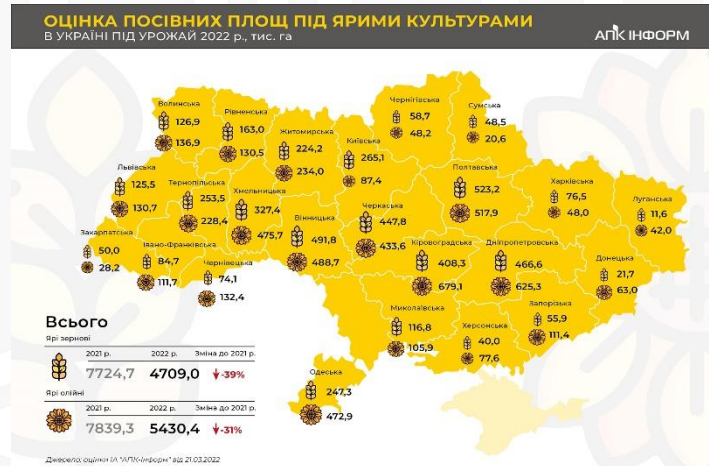 ОЦІНКА ПОСІВНИХ ПЛОЩ ПІД ЯРИМИ КУЛЬТУРАМИ
В УКРАЇНІ ПІД УРОЖАЙ 2022 р., тис. га
АПК ІНФОРМ
Волинська
126,9
136,9
Рівненська
163,0
130,5
Житомирська
224,2
234,0
Київська
265,1
87,4
Чернігівська
58,7
48,2
Сумська
48,5
20,6
Львівська
125,5
130,7
Тернопільська
253,5
228,4
Хмельницька
327,4
475,7
Вінницька
491,8
488,7
Черкаська
447,8
433,6
Полтавська
523,2
517,9
Харківська
76,5
48,0
Луганська
11,6
42,0
Закарпатська
50,0
28,2
Івано-Франківська
84,7
111,7
Чернівецька
74,1
132,4
Кіровоградська
408,3
679,1
Дніпропетровська
466,6
625,3
Донецька
21,7
63,0
Миколаївська
116,8
105,9
Херсонська
40,0
77,6
Запорізька
55,9
111,4
Одеська
247,3
472,9
Всього
Ярі зернові
2021 р. 2022 р. Зміна до 2021 р.
7724,7 4709,0 -39%
Ярі олійні
2021 р. 2022 р. Зміна до 2021 р.
7839,3 5430,4 -31%
Джерело: оцінки ІА "АПК-Інформ" від 21.03.2022